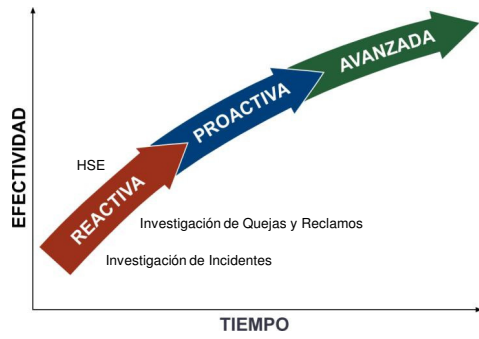 AVANZADA
PROACTIVA
REACTIVA
HSE
Investigación de Quejas y Reclamos
Investigación de Incidentes
EFECTIVIDAD
TIEMPO